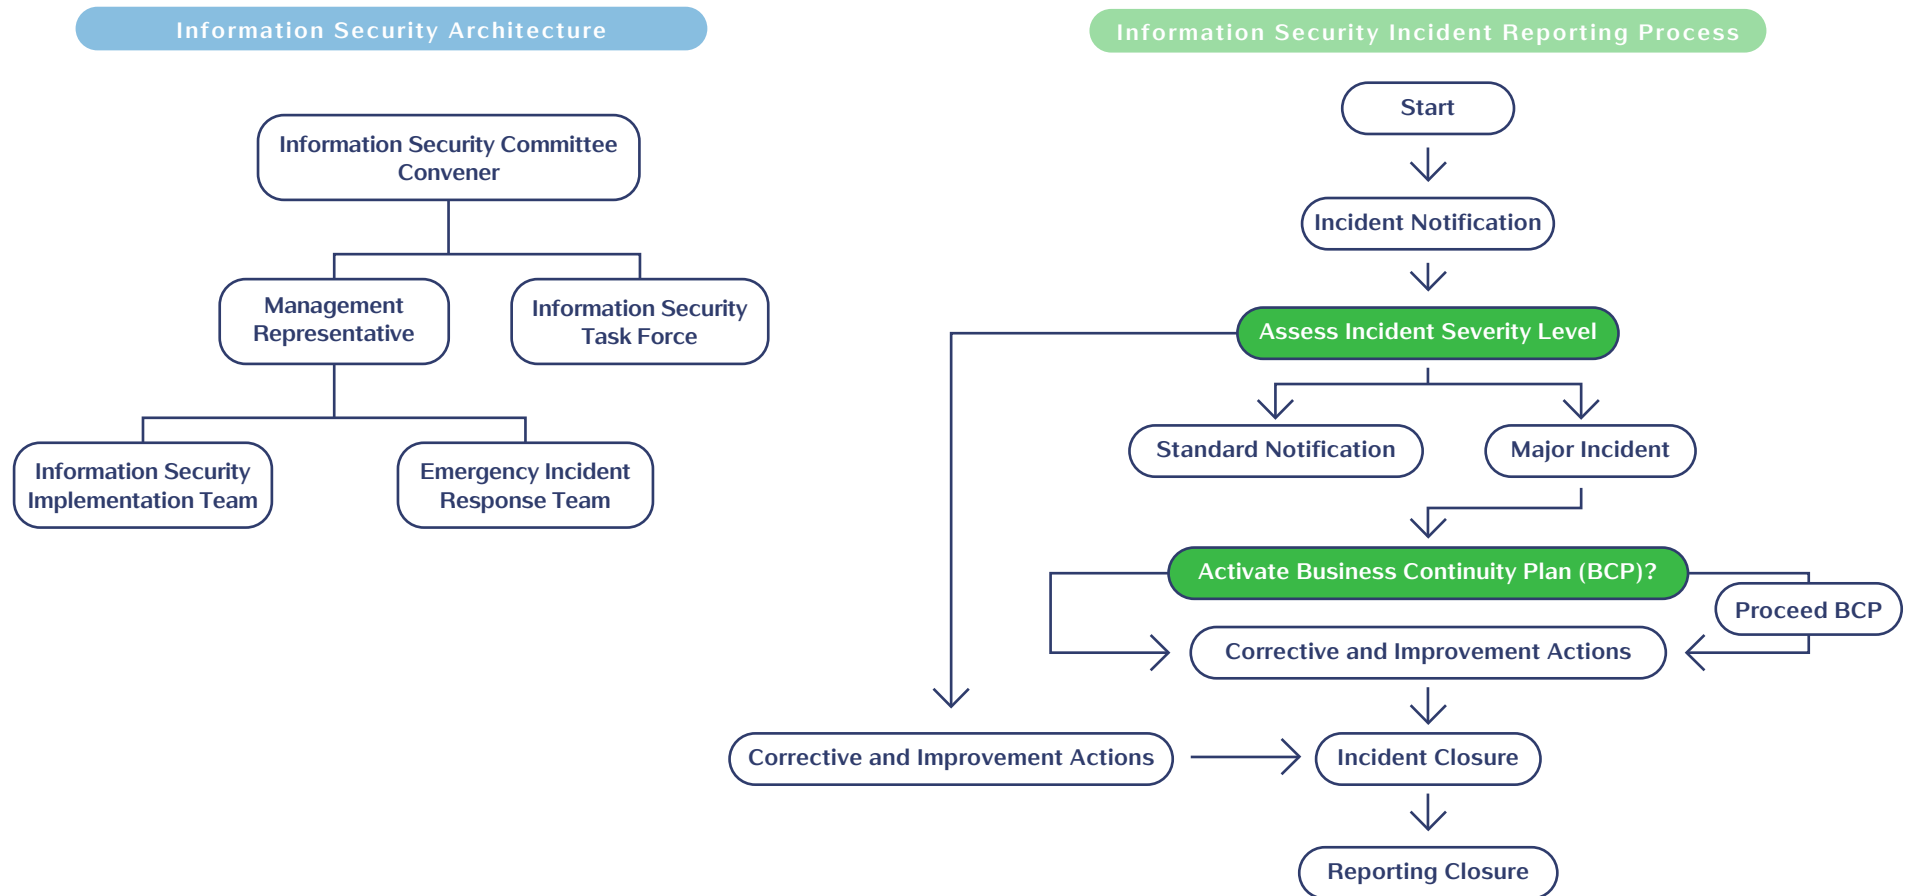 Information Security Architecture
Information Security Committee
Convener
Management
Representative
Information Security
Task Force
Information Security
Implementation Team
Emergency Incident
Response Team
Information Security Incident Reporting Process
Start
Incident Notification
Assess Incident Severity Level
Standard Notification
Major Incident
Activate Business Continuity Plan (BCP)?
Proceed BCP
Corrective and Improvement Actions
Corrective and Improvement Actions
Incident Closure
Reporting Closure